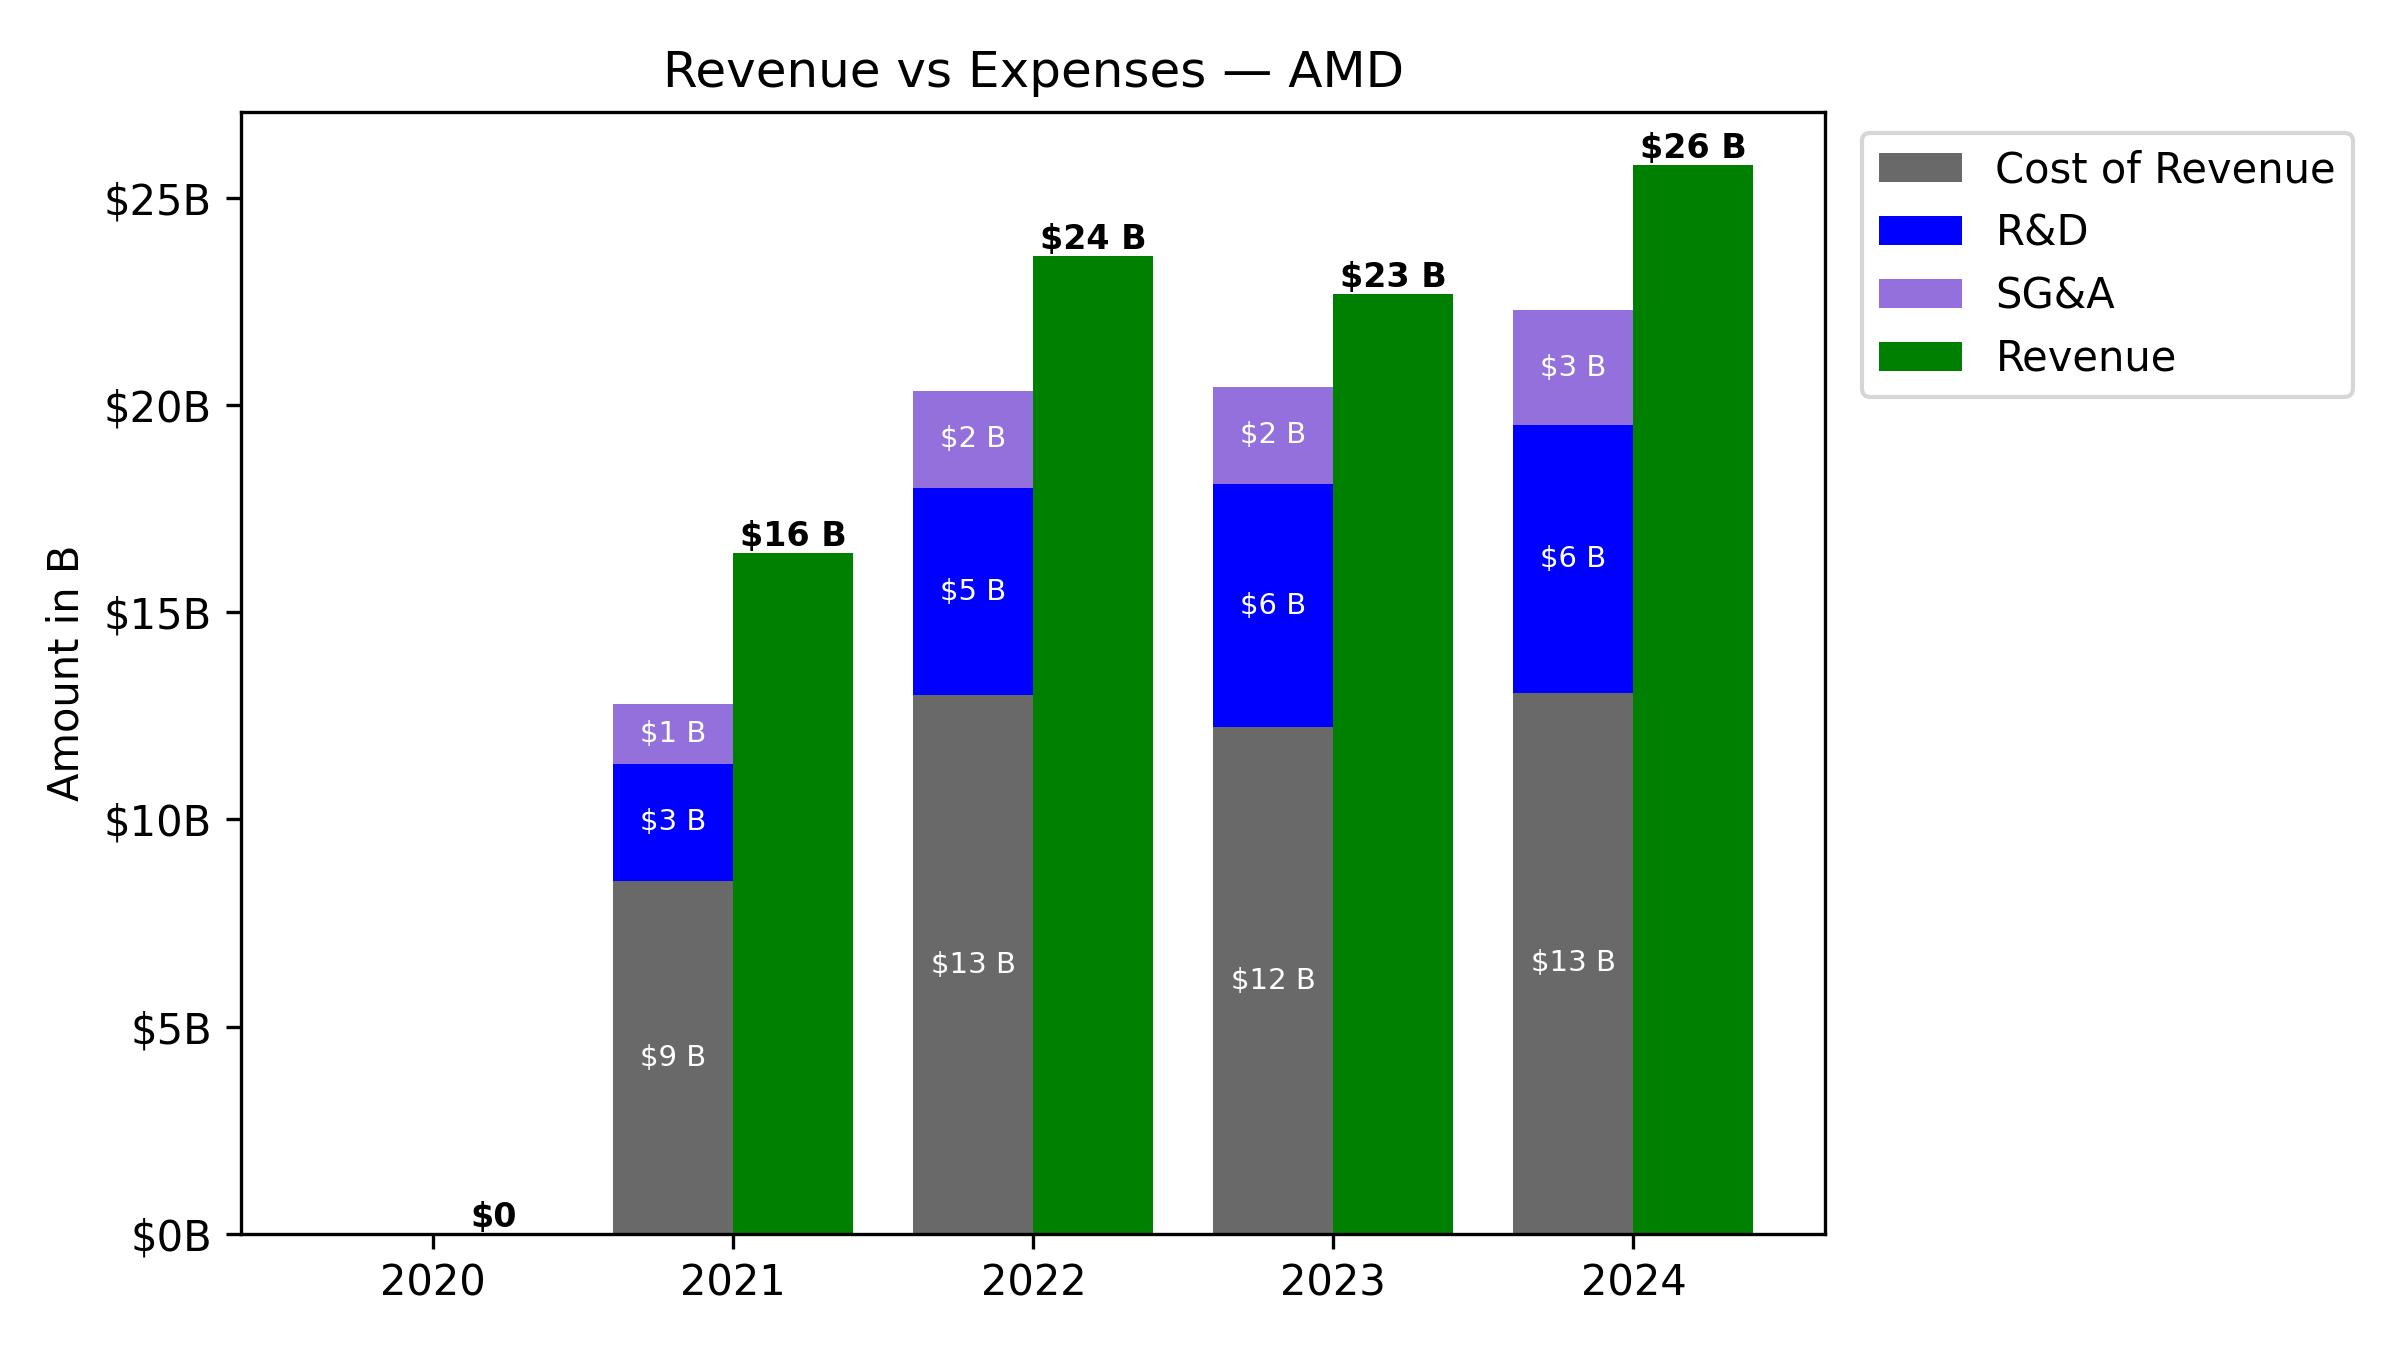 Revenue vs Expenses — AMD
Cost of Revenue
R&D
SG&A
Revenue
Amount in B
$25B
$20B
$15B
$10B
$5B
$0B
$0
$9 B
$3 B
$1 B
$16 B
$13 B
$5 B
$2 B
$24 B
$12 B
$6 B
$2 B
$23 B
$13 B
$6 B
$3 B
$26 B
2020 2021 2022 2023 2024